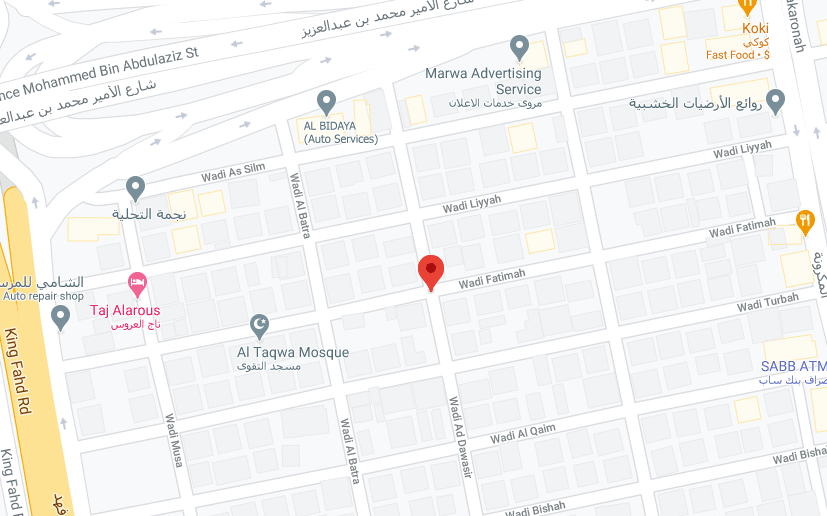 شارع الأمير محمد بن عبدالعزيز
Koki
كوكي
Fast Food • $
akaronah
nce Mohammed Bin Abdulaziz St
شارع الأمير محمد بن عبدالع
Marwa Advertising
Service
مروى خدمات الاعلان
روائع الأرضيات الخشبية
AL BIDAYA
(Auto Services)
Wadi Liyyah
Wadi As Silm
Wadi Al Batra
نجمة التحلية
Wadi Liyyah
Wadi Fatimah
المكرونة
Wadi Fatimah
الشامي للمرس
Auto repair shop
Taj Alarous
تاج العروس
Wadi Turbah
King Fahd Rd
Al Taqwa Mosque
مسجد التقوى
SABB ATM
صراف بنك ساب
Wadi Musa
Wadi Al Batra
Wadi Ad Dawasir
Wadi Al Qaim
Wadi Bisha
King Fahd R
فهد
Wadi Bishah